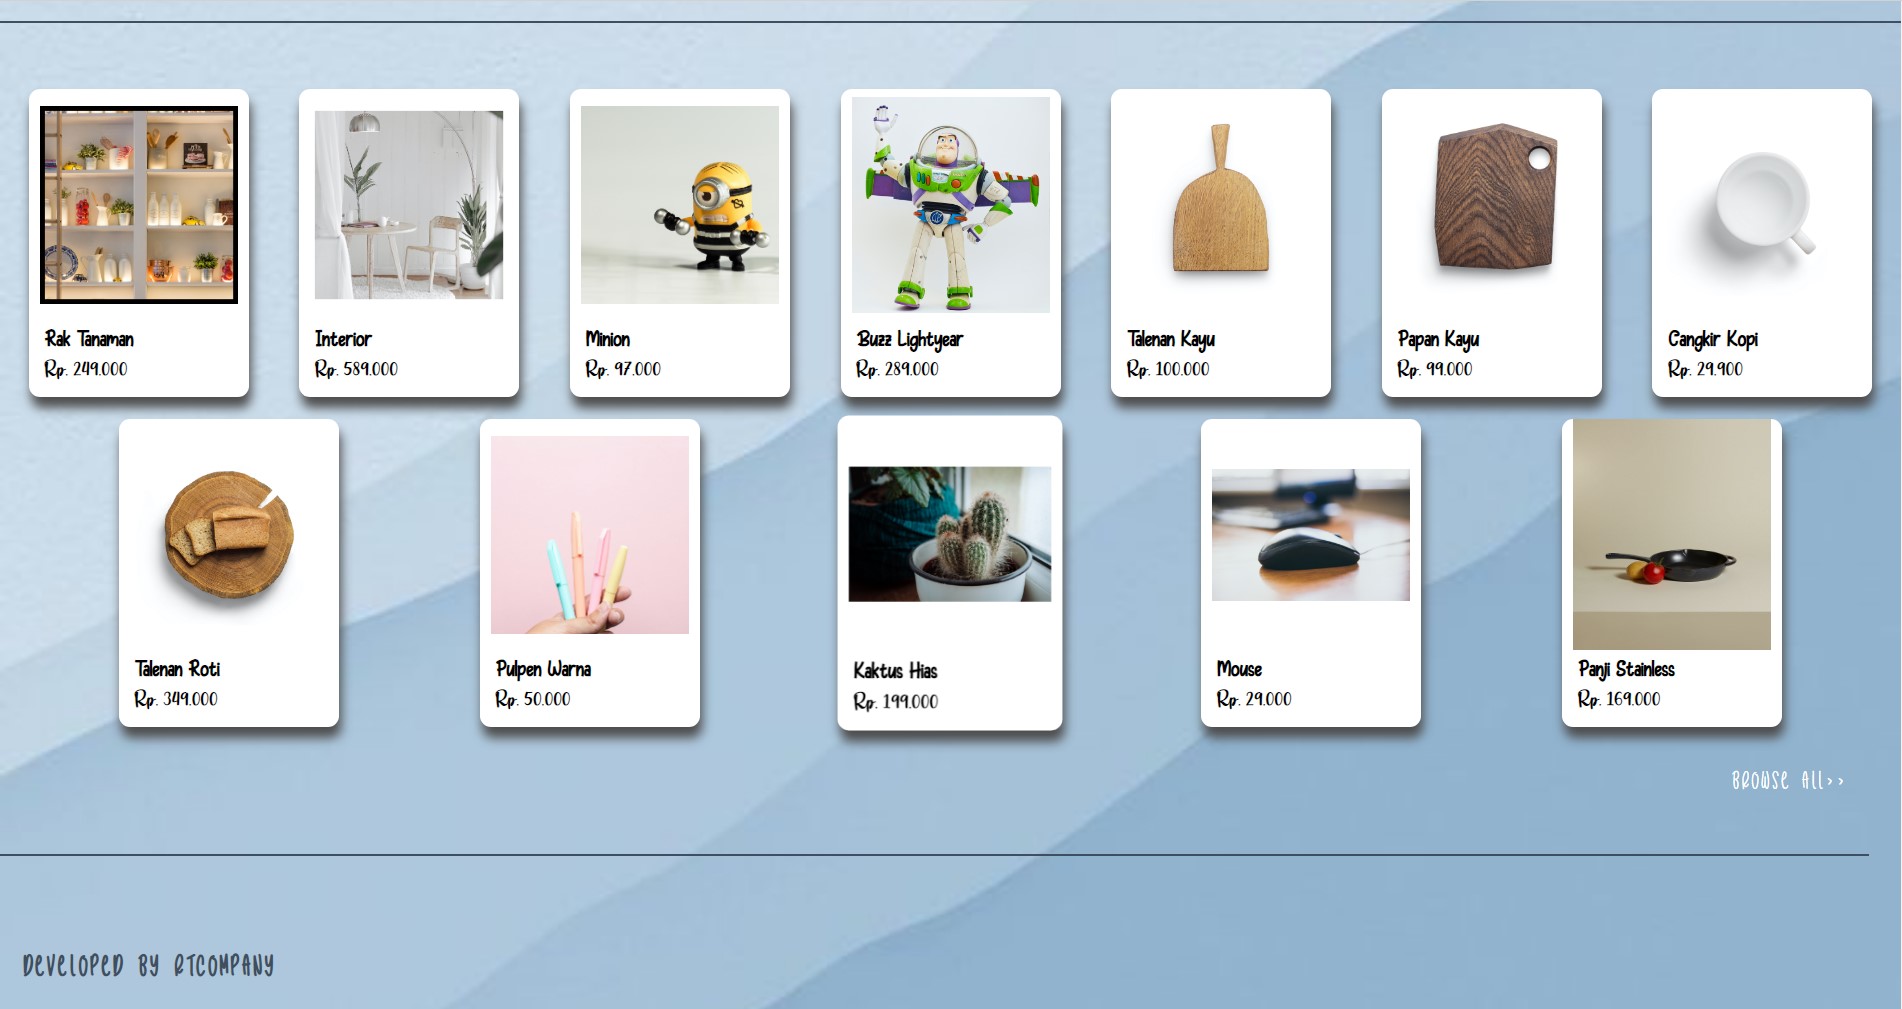 Rak Tanaman
Rp. 249.000
Interior
Rp. 589.000
Minion
Rp. 97.000
Buzz Lightyear
Rp. 289.000
Talenan Kayu
Rp. 100.000
Papan Kayu
Rp. 99.000
Cangkir Kopi
Rp. 29.900
Talenan Roti
Rp. 349.000
Pulpen Warna
Rp. 50.000
Kaktus Hias
Rp. 199.000
Mouse
Rp. 29.000
Panji Stainless
Rp. 169.000
BROWSE All>>
DEVElOPED BY RTCOMPANY